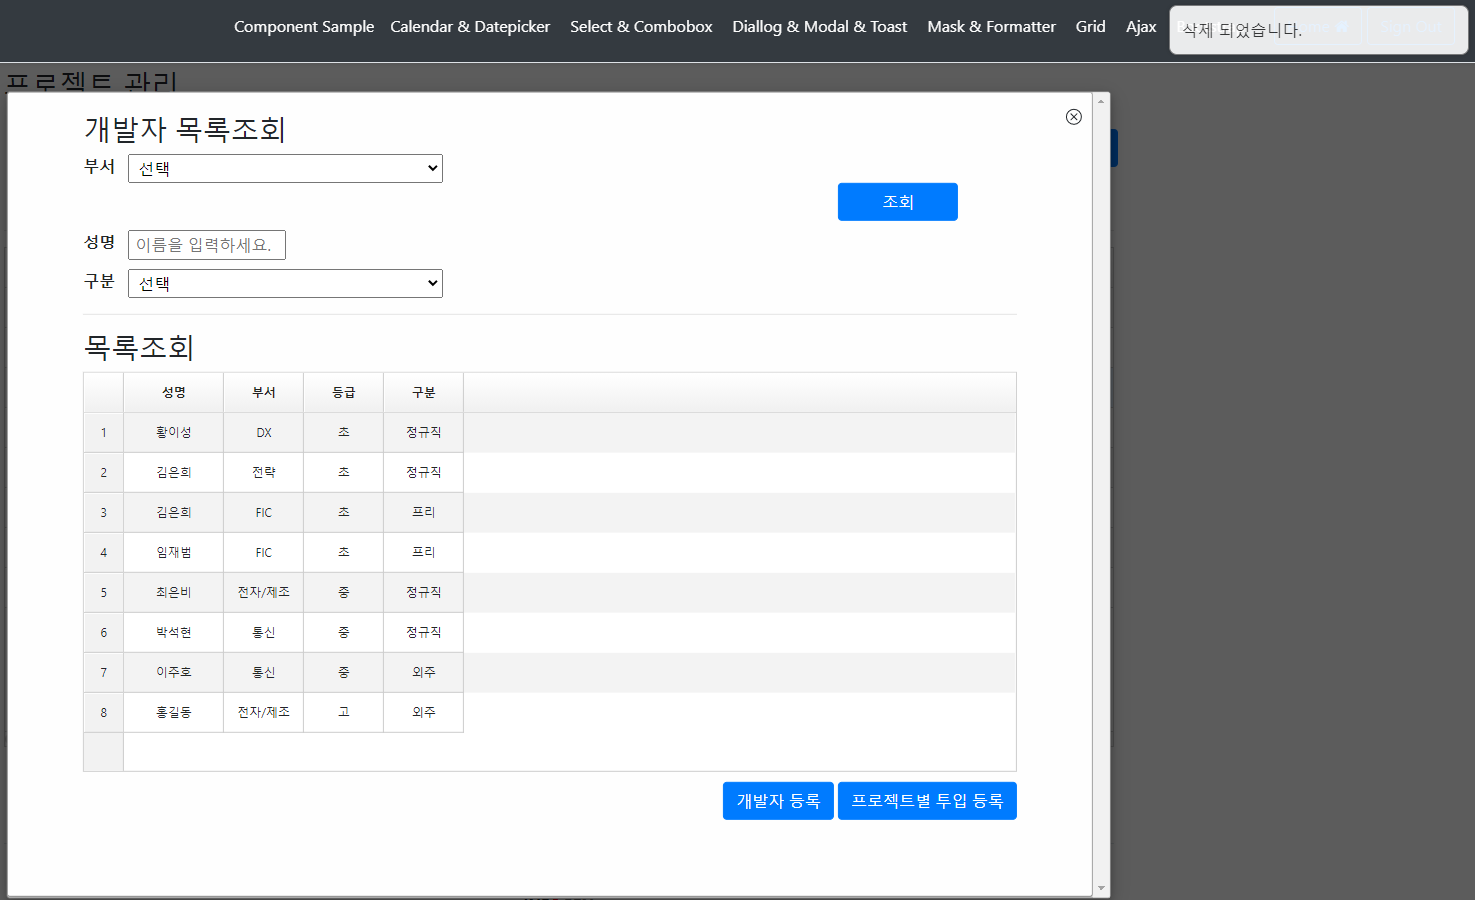 Component Sample Calendar & Datepicker Select & Combobox Diallog & Modal & Toast Mask & Formatter Grid Ajax
삭제 되었습니다.
프로젝트 관리
개발자 목록조회
부서 선택
조회
성명 이름을 입력하세요.
구분 선택
목록조회
성명 부서 등급 구분
1 황이성 DX 초 정규직
2 김은희 전략 초 정규직
3 김은희 FIC 초 프리
4 임재범 FIC 초 프리
5 최은비 전자/제조 중 정규직
6 박석현 통신 중 정규직
7 이주호 통신 중 외주
8 홍길동 전자/제조 고 외주
개발자 등록 프로젝트별 투입 등록